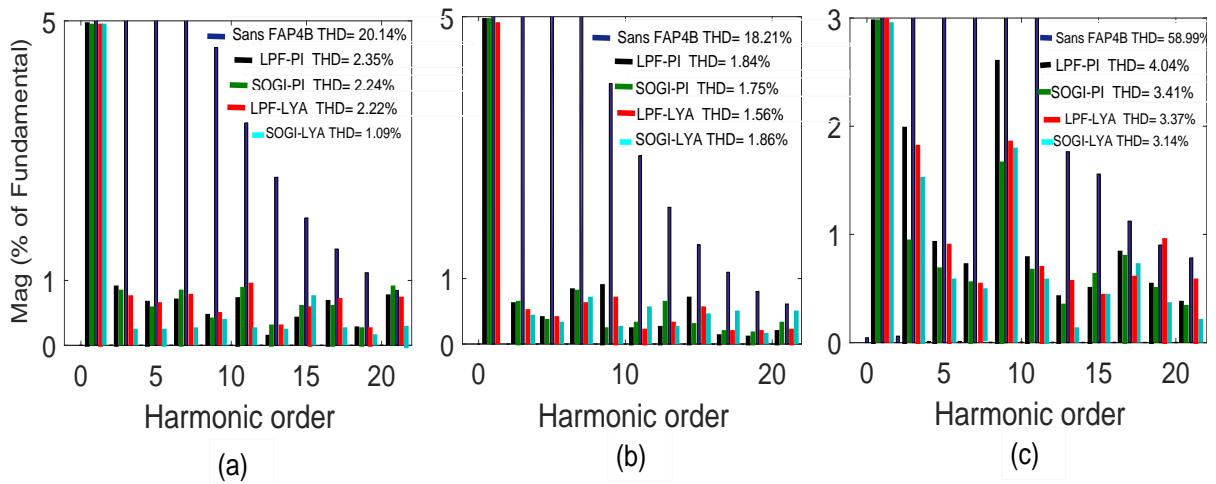 Mag (% of Fundamental)
5
1
0
Sans FAP4B THD= 20.14%
LPF-PI THD= 2.35%
SOGI-PI THD= 2.24%
LPF-LYA THD= 2.22%
SOGI-LYA THD= 1.09%
0 5 10 15 20
Harmonic order
(a)
5
1
0
Sans FAP4B THD= 18.21%
LPF-PI THD= 1.84%
SOGI-PI THD= 1.75%
LPF-LYA THD= 1.56%
SOGI-LYA THD= 1.86%
0 10 20
Harmonic order
(b)
3
2
1
0
Sans FAP4B THD= 58.99%
LPF-PI THD= 4.04%
SOGI-PI THD= 3.41%
LPF-LYA THD= 3.37%
SOGI-LYA THD= 3.14%
0 5 10 15 20
Harmonic order
(c)